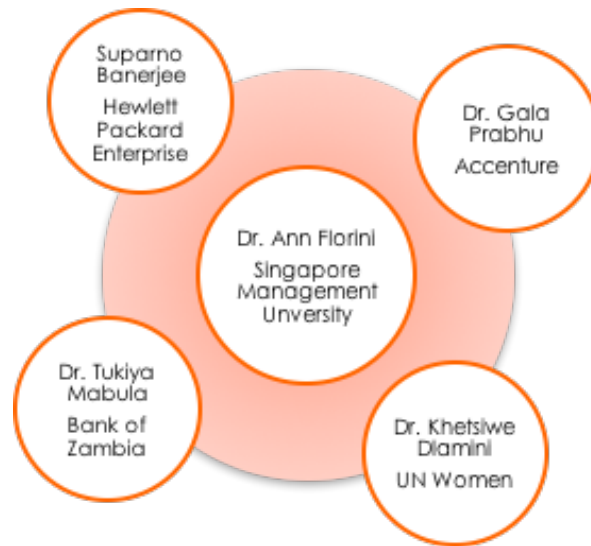 Suparno
Banerjee
Hewlett
Packard
Enterprise
Dr. Gala
Prabhu
Accenture
Dr. Ann Florini
Singapore
Management
Unversity
Dr. Tukiya
Mabula
Bank of
Zambia
Dr. Khetsiwe
Dlamini
UN Women